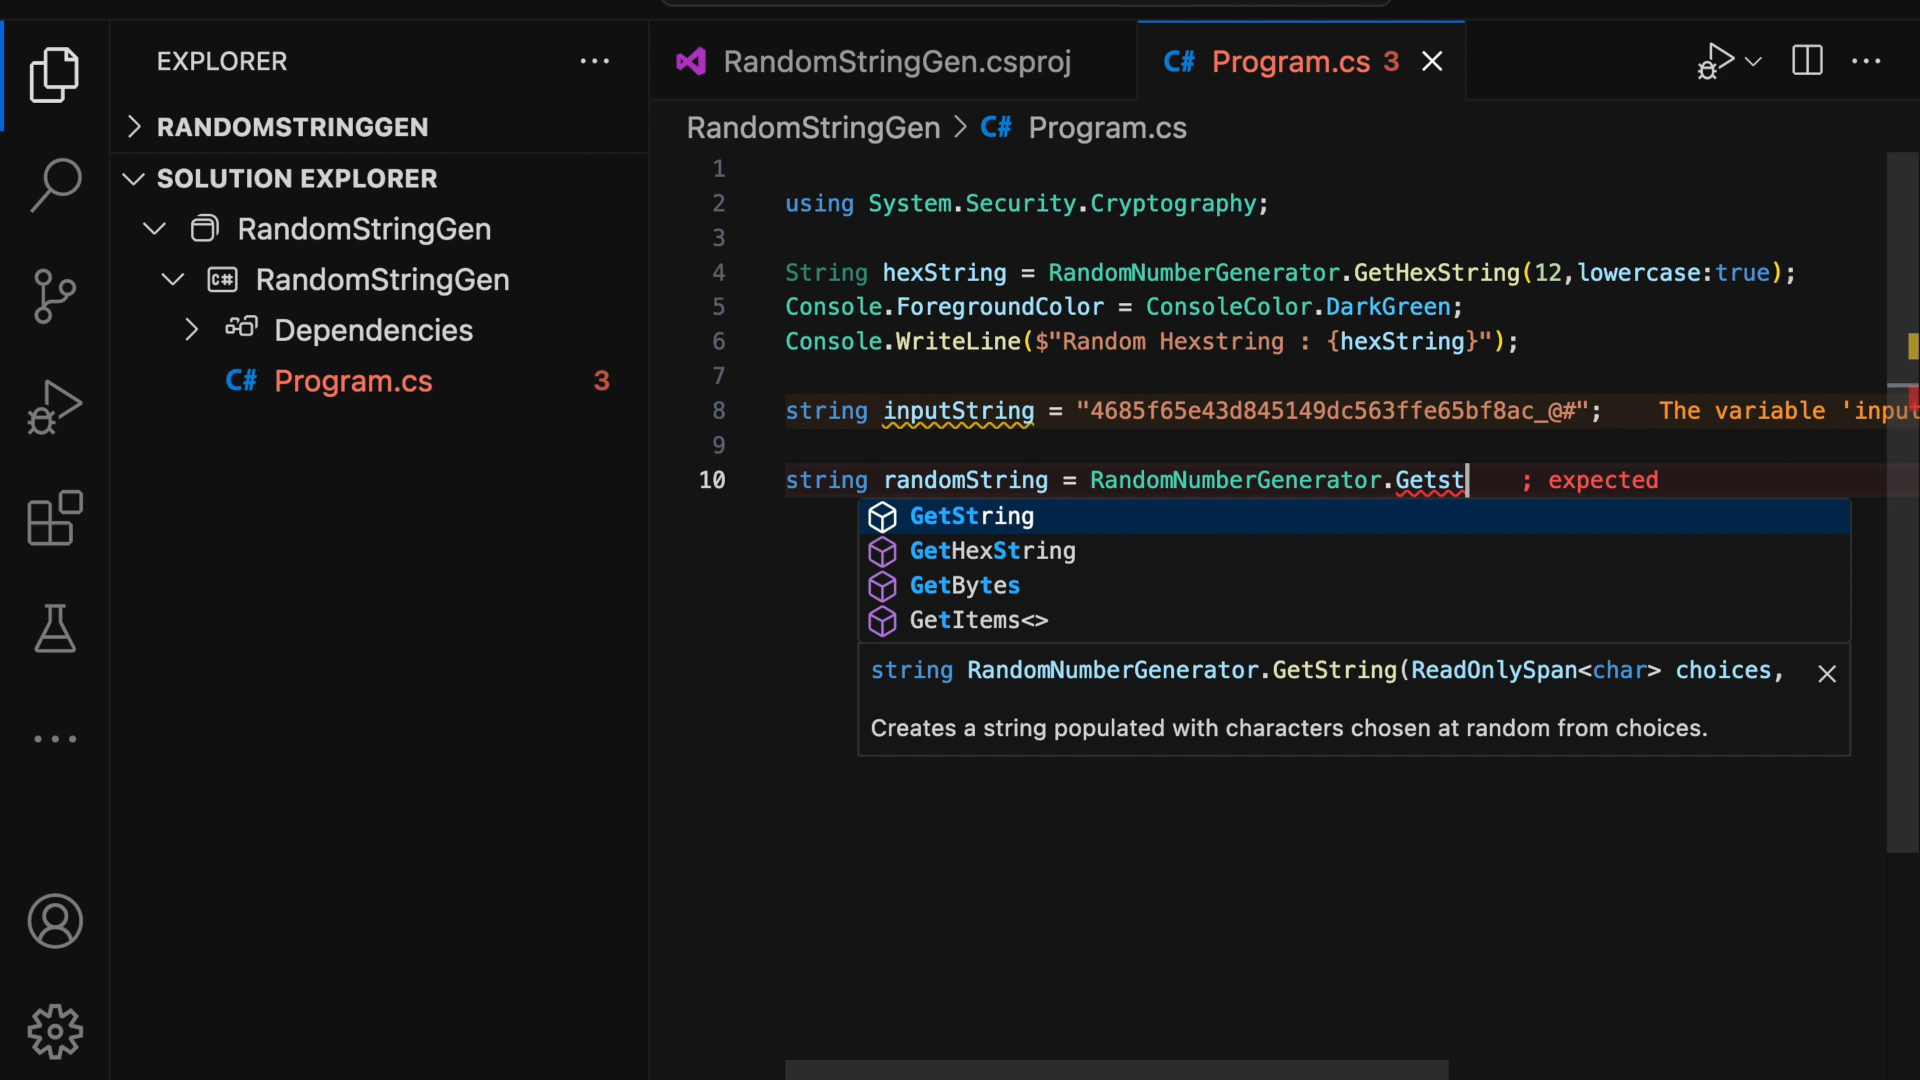 EXPLORER
RANDOMSTRINGGEN
SOLUTION EXPLORER
RandomStringGen
C# RandomStringGen
Dependencies
C# Program.cs 3
RandomStringGen.csproj
C# Program.cs 3
RandomStringGen > C# Program.cs
1
2 using System.Security.Cryptography;
3
4 String hexString = RandomNumberGenerator.GetHexString(12,lowercase:true);
5 Console.ForegroundColor = ConsoleColor.DarkGreen;
6 Console.WriteLine($"Random Hexstring : {hexString}");
7
8 string inputString = "4685f65e43d845149dc563ffe65bf8ac_@#"; The variable 'input
9
10 string randomString = RandomNumberGenerator.Getst ; expected
GetString
GetHexString
GetBytes
GetItems<>
string RandomNumberGenerator.GetString(ReadOnlySpan<char> choices,
Creates a string populated with characters chosen at random from choices.